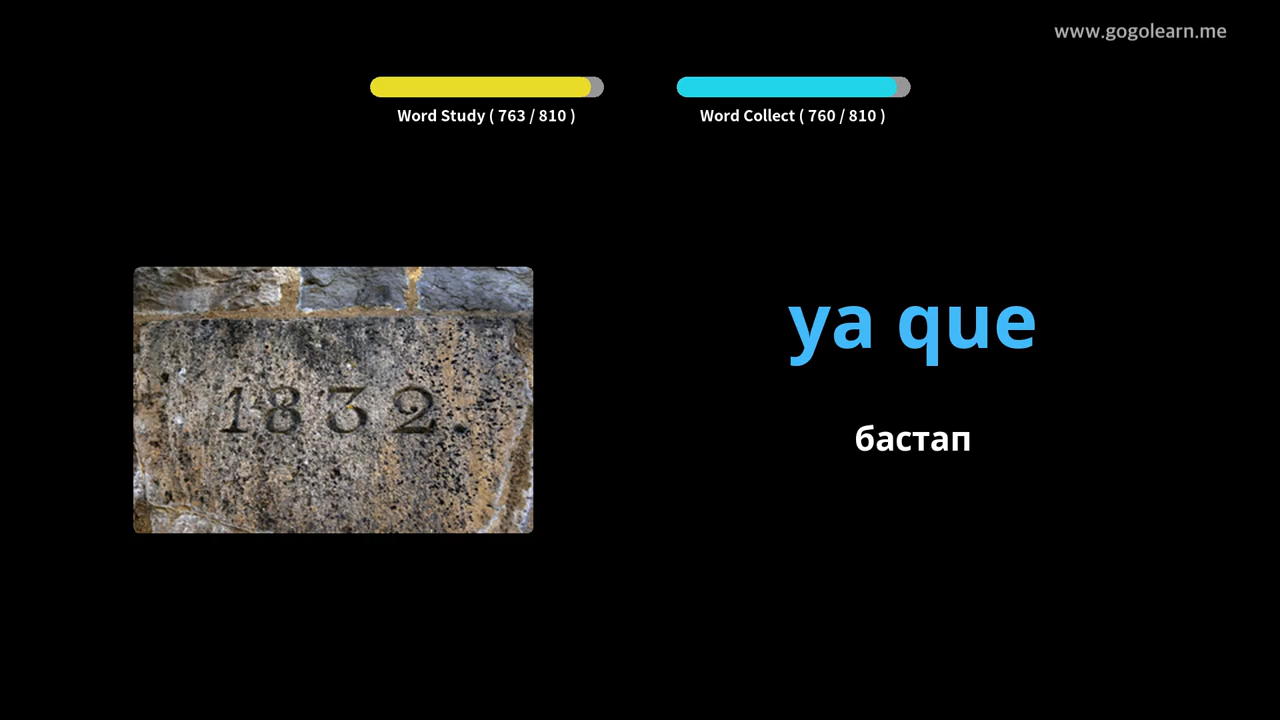 www.gogolearn.me
Word Study ( 763 / 810 )
Word Collect ( 760 / 810 )
1832.
ya que
бастап